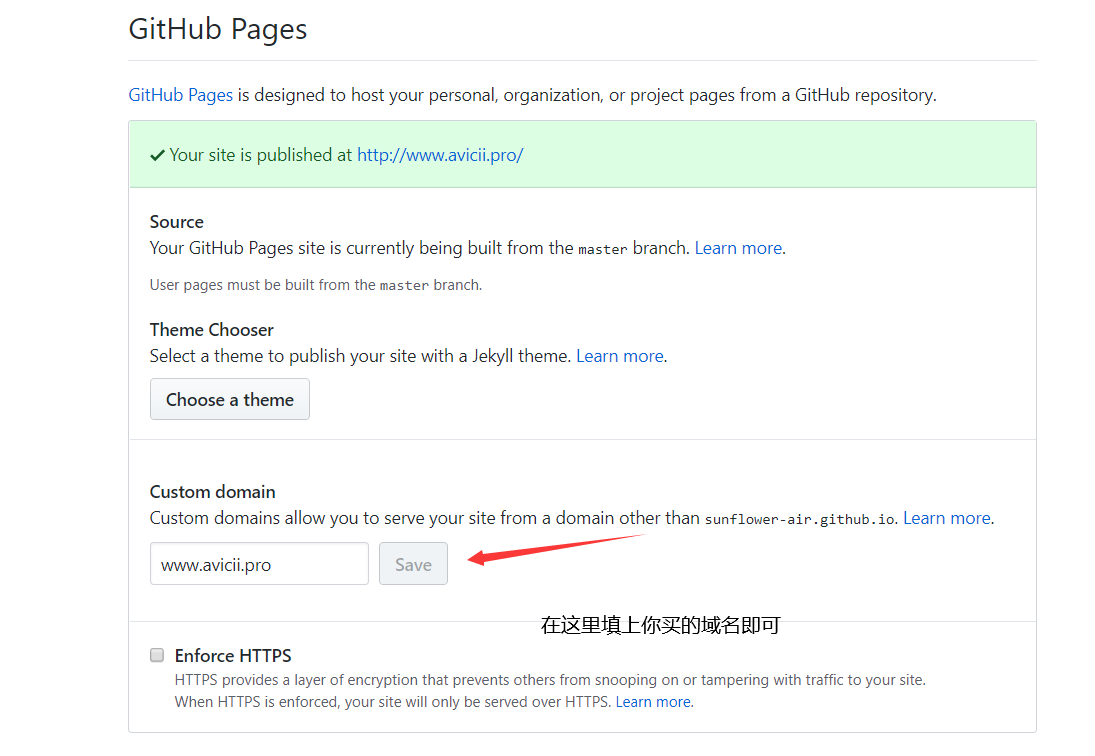 GitHub Pages
GitHub Pages is designed to host your personal, organization, or project pages from a GitHub repository.
Your site is published at http://www.avicii.pro/
Source
Your GitHub Pages site is currently being built from the master branch. Learn more.
User pages must be built from the master branch.
Theme Chooser
Select a theme to publish your site with a Jekyll theme. Learn more.
Choose a theme
Custom domain
Custom domains allow you to serve your site from a domain other than sunflower-air.github.io. Learn more.
www.avicii.pro Save
在这里填上你买的域名即可
Enforce HTTPS
HTTPS provides a layer of encryption that prevents others from snooping on or tampering with traffic to your site.
When HTTPS is enforced, your site will only be served over HTTPS. Learn more.